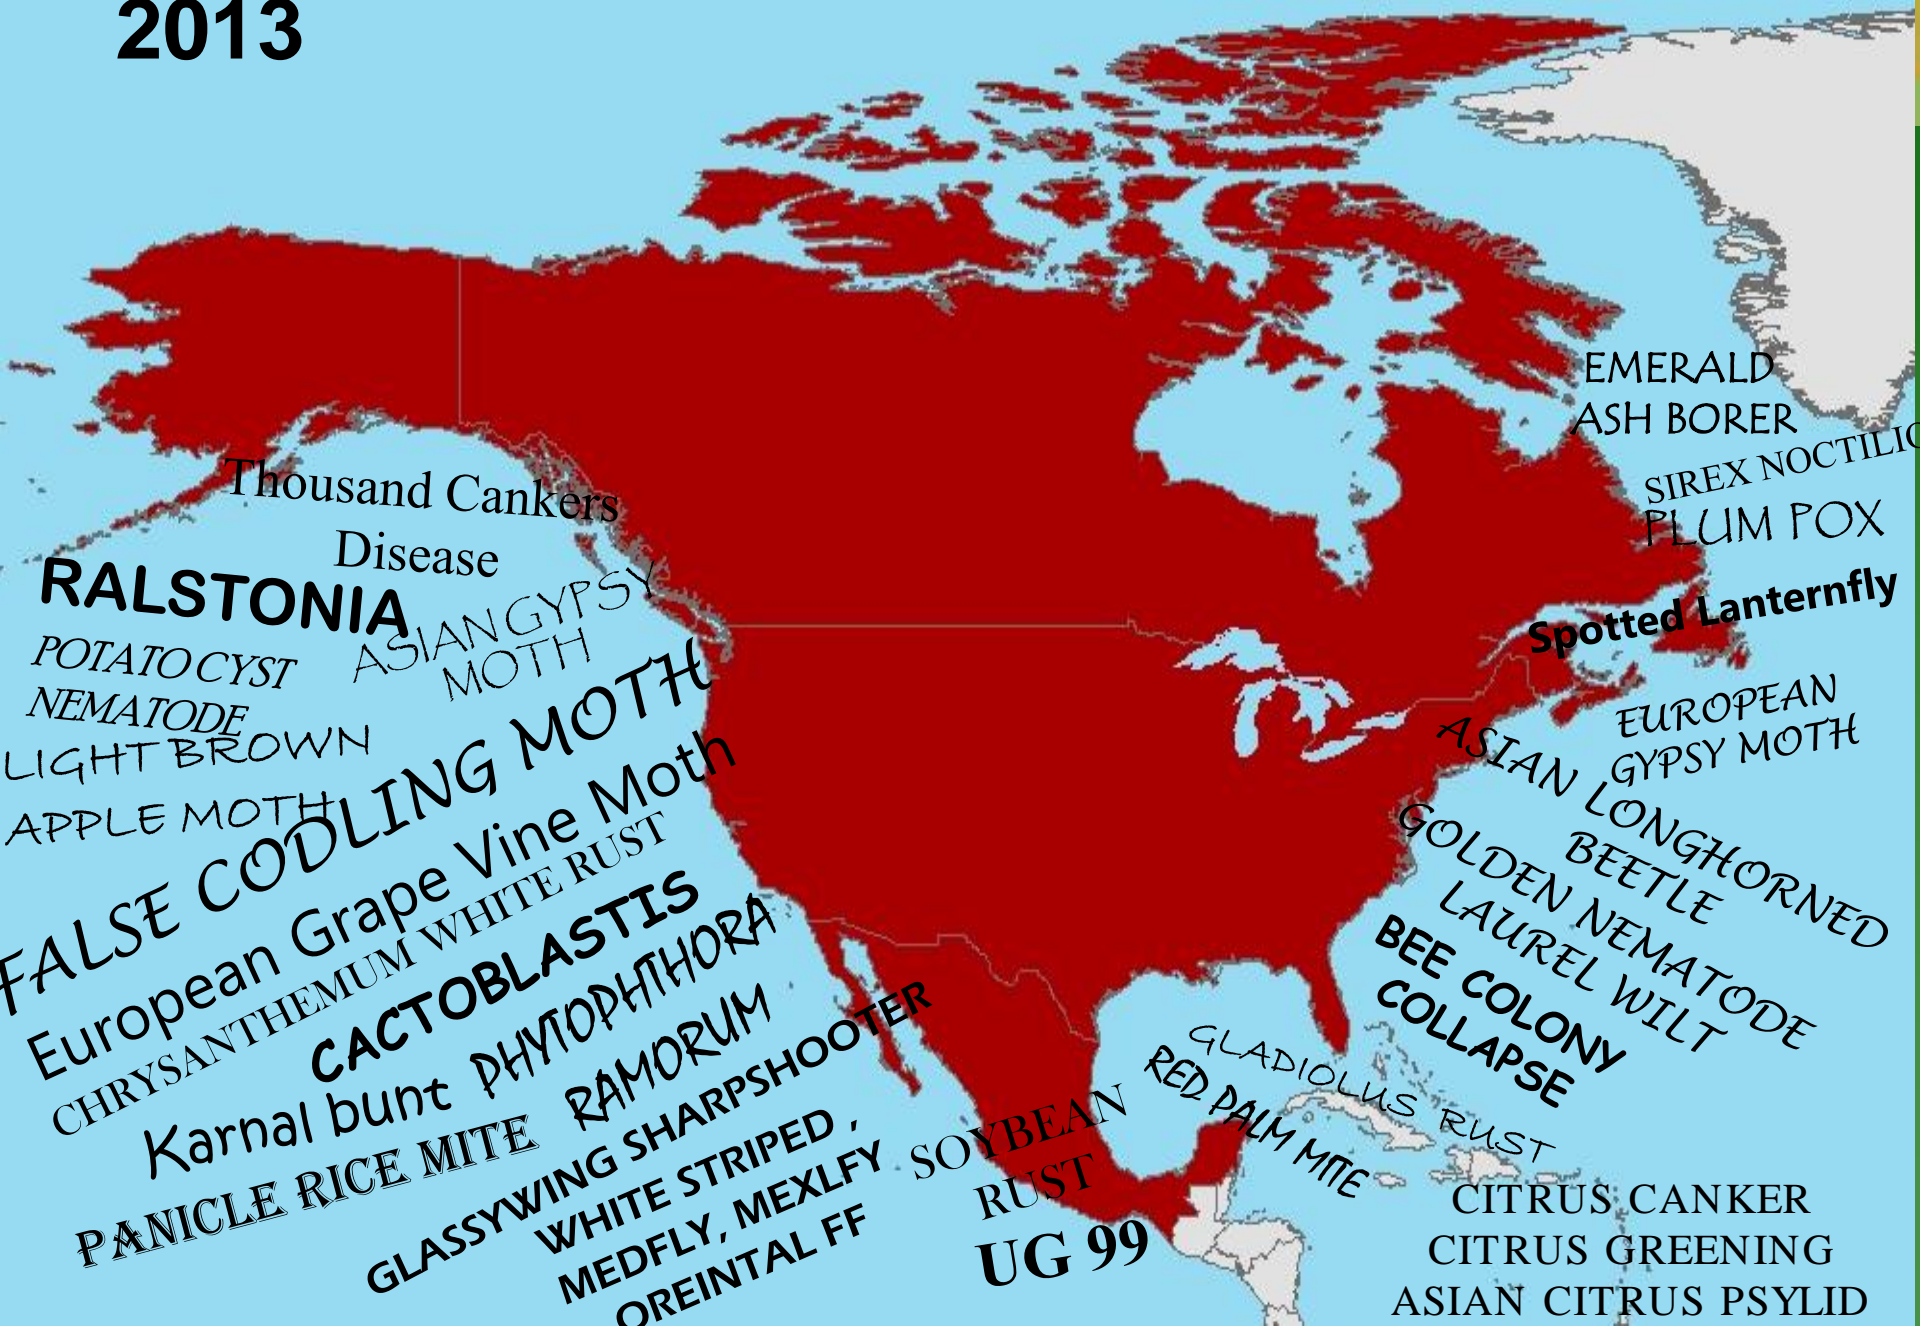 2013
EMERALD
ASH BORER
SIREX NOCTILIO
PLUM POX
Spotted Lanternfly
EUROPEAN
GYPSY MOTH
ASIAN LONGHORNED
BEETLE
GOLDEN NEMATODE
LAUREL WILT
BEE COLONY
COLLAPSE
Thousand Cankers
Disease
RALSTONIA
ASIAN GYPSY
MOTH
POTATO CYST
NEMATODE
LIGHT BROWN
APPLE MOTH
FALSE CODLING MOTH
European Grape Vine Moth
CHRYSANTHEMUM WHITE RUST
CACTOBLASTIS
Karnal bunt
PHYTOPHTHORA
RAMORUM
PANICLE RICE MITE
GLASSYWING SHARPSHOOTER
WHITE STRIPED ,
MEDFLY, MEXLFY
OREINTAL FF
SOYBEAN
RUST
UG 99
GLADIOLUS RUST
RED PALM MITE
CITRUS CANKER
CITRUS GREENING
ASIAN CITRUS PSYLID